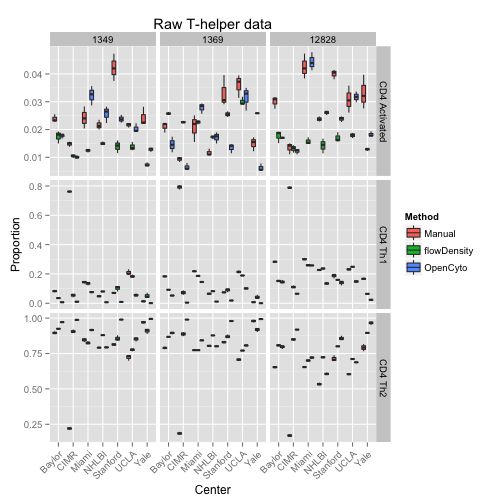 Raw T-helper data
1349
1369
12828
0.04
0.03
0.02
0.01
CD4 Activated
0.8
0.6
0.4
0.2
0.0
CD4 Th1
1.00
0.75
0.50
0.25
CD4 Th2
Proportion
Baylor
CIMR
Miami
NHLBI
Stanford
UCLA
Yale
Baylor
CIMR
Miami
NHLBI
Stanford
UCLA
Yale
Baylor
CIMR
Miami
NHLBI
Stanford
UCLA
Yale
Center
Method
Manual
flowDensity
OpenCyto